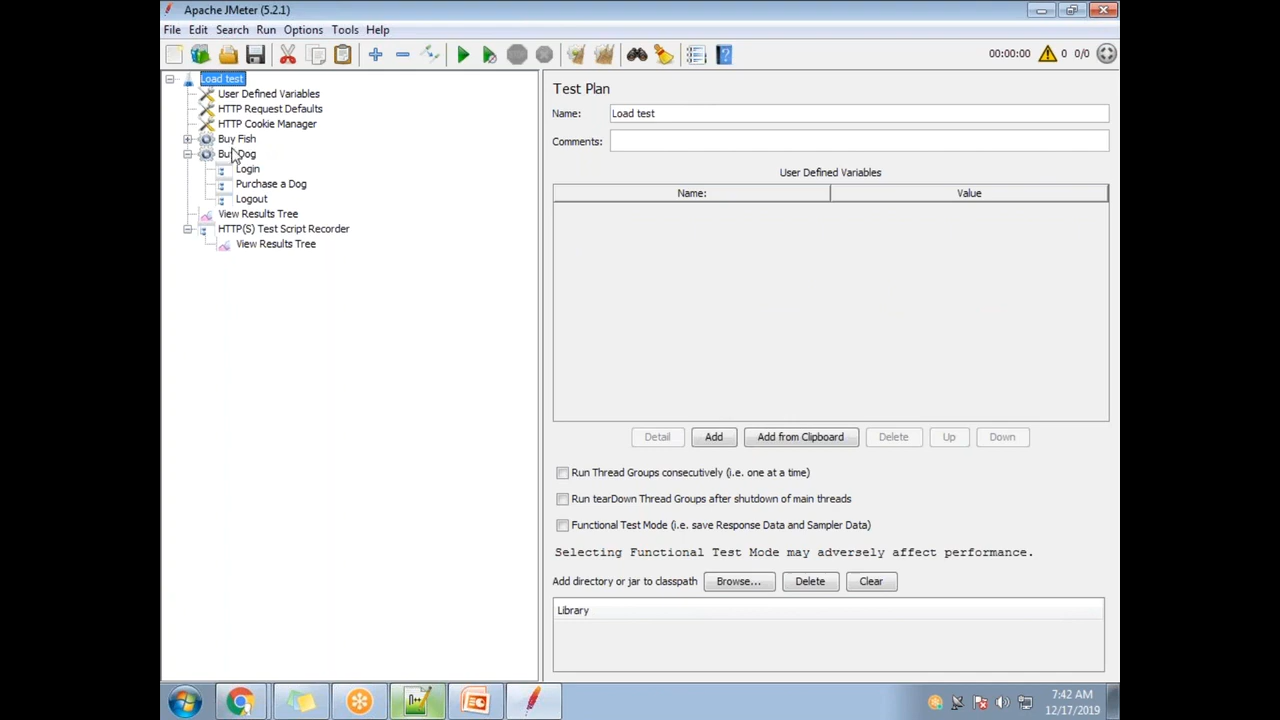 Apache JMeter (5.2.1)
File Edit Search Run Options Tools Help
00:00:00 0 0/0
Load test
User Defined Variables
HTTP Request Defaults
HTTP Cookie Manager
Buy Fish
Buy Dog
Login
Purchase a Dog
Logout
View Results Tree
HTTP(S) Test Script Recorder
View Results Tree
Test Plan
Name: Load test
Comments:
User Defined Variables
Name: Value
Detail Add Add from Clipboard Delete Up Down
Run Thread Groups consecutively (i.e. one at a time)
Run tearDown Thread Groups after shutdown of main threads
Functional Test Mode (i.e. save Response Data and Sampler Data)
Selecting Functional Test Mode may adversely affect performance.
Add directory or jar to classpath Browse... Delete Clear
Library
7:42 AM
12/17/2019